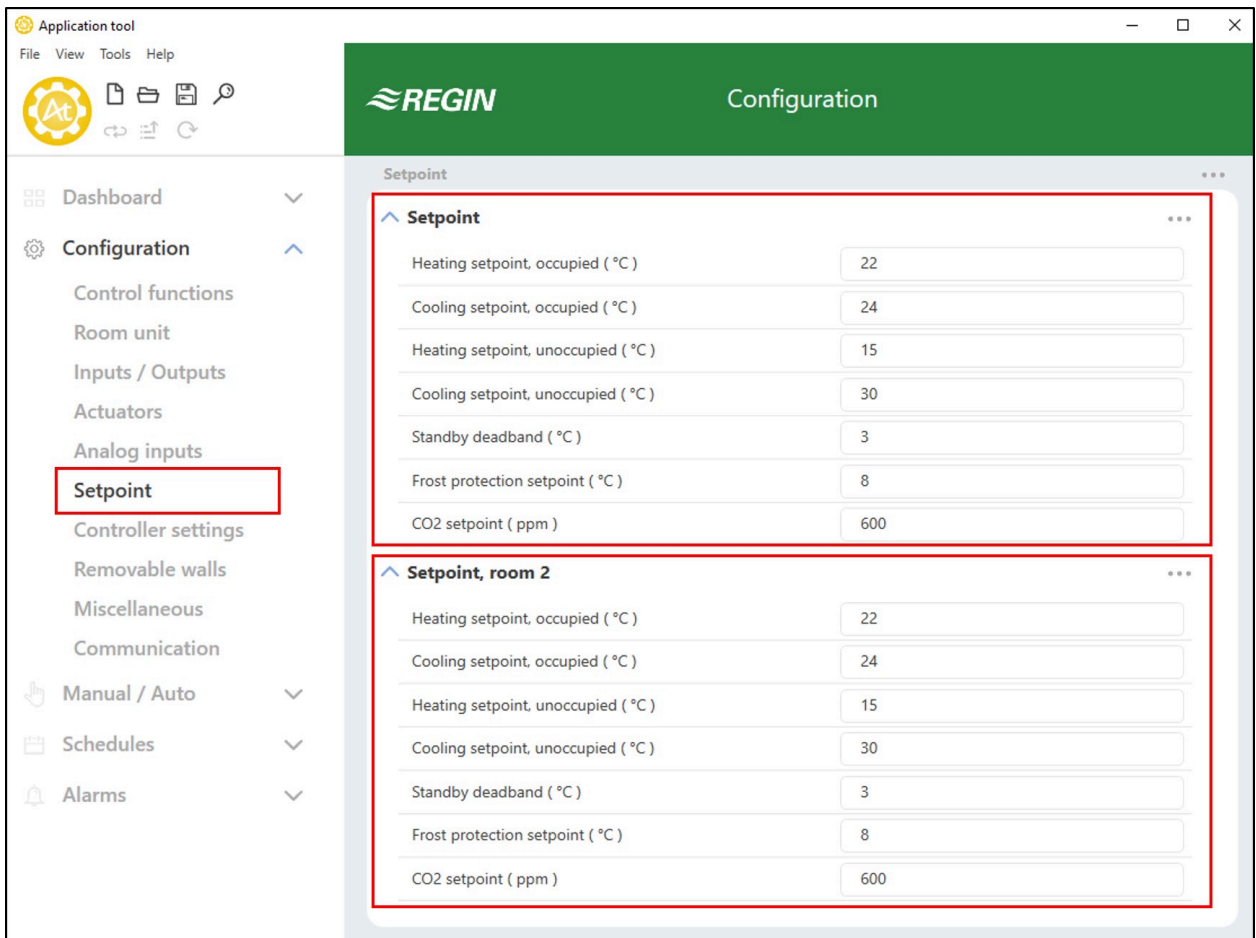 Application tool
File View Tools Help
At
REGIN
Configuration
Dashboard
Configuration
Control functions
Room unit
Inputs / Outputs
Actuators
Analog inputs
Setpoint
Controller settings
Removable walls
Miscellaneous
Communication
Manual / Auto
Schedules
Alarms
Setpoint
Setpoint
Heating setpoint, occupied ( °C ) 22
Cooling setpoint, occupied ( °C ) 24
Heating setpoint, unoccupied ( °C ) 15
Cooling setpoint, unoccupied ( °C ) 30
Standby deadband ( °C ) 3
Frost protection setpoint ( °C ) 8
CO2 setpoint ( ppm ) 600
Setpoint, room 2
Heating setpoint, occupied ( °C ) 22
Cooling setpoint, occupied ( °C ) 24
Heating setpoint, unoccupied ( °C ) 15
Cooling setpoint, unoccupied ( °C ) 30
Standby deadband ( °C ) 3
Frost protection setpoint ( °C ) 8
CO2 setpoint ( ppm ) 600